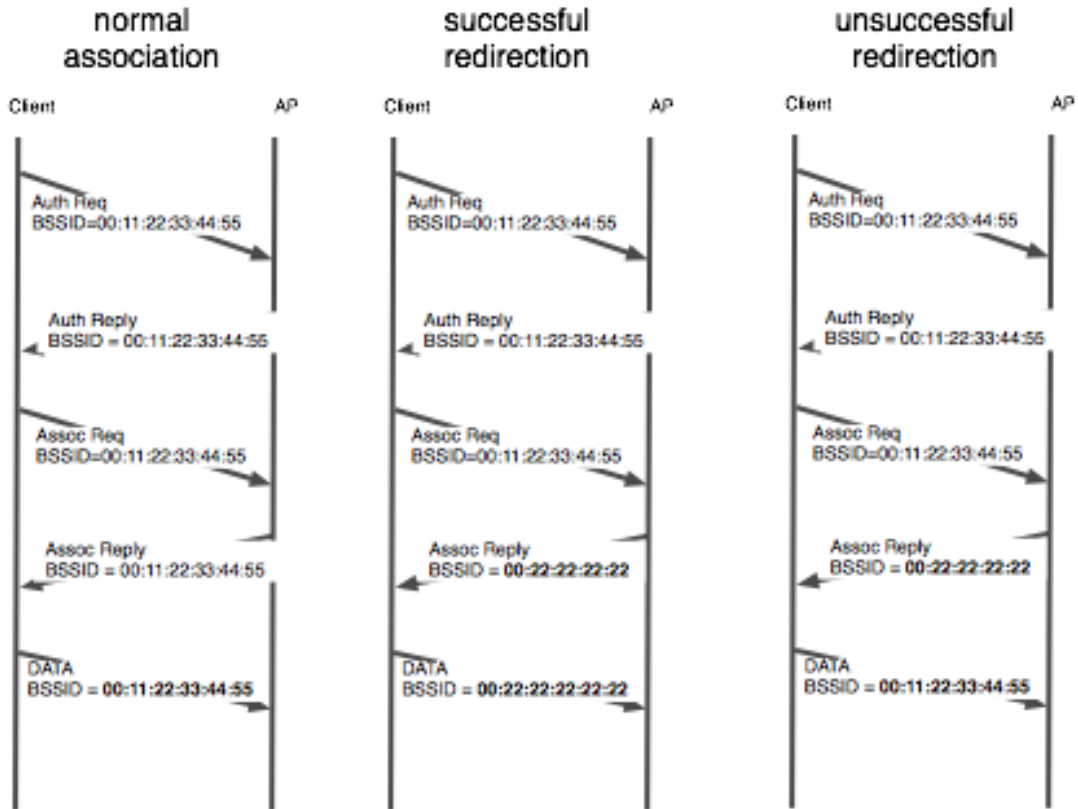 normal
association
Client
AP
Auth Req
BSSID=00:11:22:33:44:55
Auth Reply
BSSID = 00:11:22:33:44:55
Assoc Req
BSSID=00:11:22:33:44:55
Assoc Reply
BSSID = 00:11:22:33:44:55
DATA
BSSID = 00:11:22:33:44:55
successful
redirection
Client
AP
Auth Req
BSSID=00:11:22:33:44:55
Auth Reply
BSSID = 00:11:22:33:44:55
Assoc Req
BSSID=00:11:22:33:44:55
Assoc Reply
BSSID = 00:22:22:22:22
DATA
BSSID = 00:22:22:22:22:22
unsuccessful
redirection
Client
AP
Auth Req
BSSID=00:11:22:33:44:55
Auth Reply
BSSID = 00:11:22:33:44:55
Assoc Req
BSSID=00:11:22:33:44:55
Assoc Reply
BSSID = 00:22:22:22:22
DATA
BSSID = 00:11:22:33:44:55